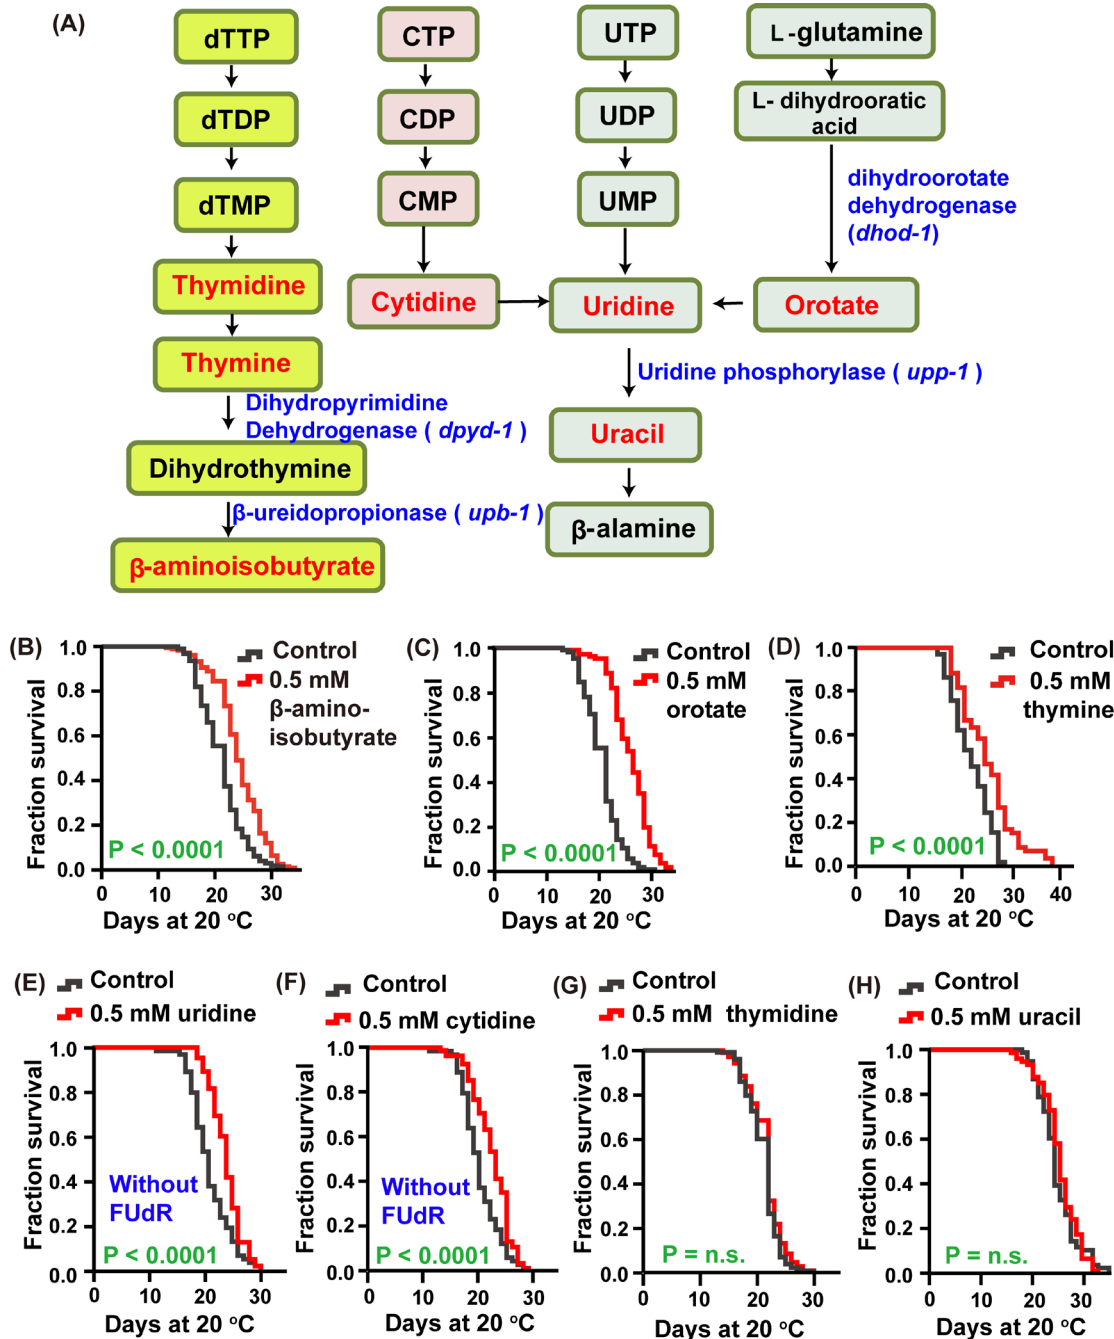 (A)
dTTP
CTP
UTP
L-glutamine
dTDP
CDP
UDP
L- dihydrooratic
acid
dTMP
CMP
UMP
dihydroorotate
dehydrogenase
(dhod-1)
Thymidine
Cytidine
Uridine
Orotate
Thymine
Uridine phosphorylase ( upp-1 )
Dihydropyrimidine
Dehydrogenase ( dpyd-1 )
Uracil
Dihydrothymine
β-ureidopropionase ( upb-1 )
β-alamine
β-aminoisobutyrate
(B)
Control
0.5 mM
β-amino-
isobutyrate
Fraction survival
1.0
0.8
0.6
0.4
0.2
0.0
P < 0.0001
0 10 20 30
Days at 20 °C
(C)
Control
0.5 mM
orotate
Fraction survival
1.0
0.8
0.6
0.4
0.2
0.0
P < 0.0001
0 10 20 30
Days at 20 °C
(D)
Control
0.5 mM
thymine
Fraction survival
1.0
0.8
0.6
0.4
0.2
0.0
P < 0.0001
0 10 20 30 40
Days at 20 °C
(E)
Control
0.5 mM uridine
Fraction survival
1.0
0.8
0.6
0.4
0.2
0.0
Without
FUdR
P < 0.0001
0 10 20 30
Days at 20 °C
(F)
Control
0.5 mM cytidine
Fraction survival
1.0
0.8
0.6
0.4
0.2
0.0
Without
FUdR
P < 0.0001
0 10 20 30
Days at 20 °C
(G)
Control
0.5 mM thymidine
Fraction survival
1.0
0.8
0.6
0.4
0.2
0.0
P = n.s.
0 10 20 30
Days at 20 °C
(H)
Control
0.5 mM uracil
Fraction survival
1.0
0.8
0.6
0.4
0.2
0.0
P = n.s.
0 10 20 30
Days at 20 °C